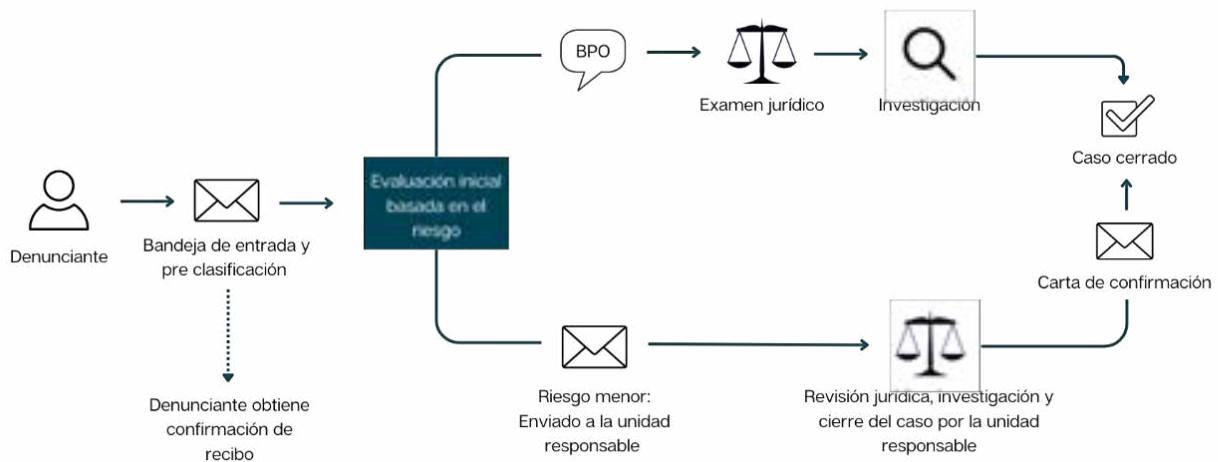 Denunciante
Bandeja de entrada y
pre clasificación
Denunciante obtiene
confirmación de
recibo
Evaluación inicial
basada en el
riesgo
BPO
Examen jurídico
Investigación
Caso cerrado
Carta de confirmación
Riesgo menor:
Enviado a la unidad
responsable
Revisión jurídica, investigación y
cierre del caso por la unidad
responsable